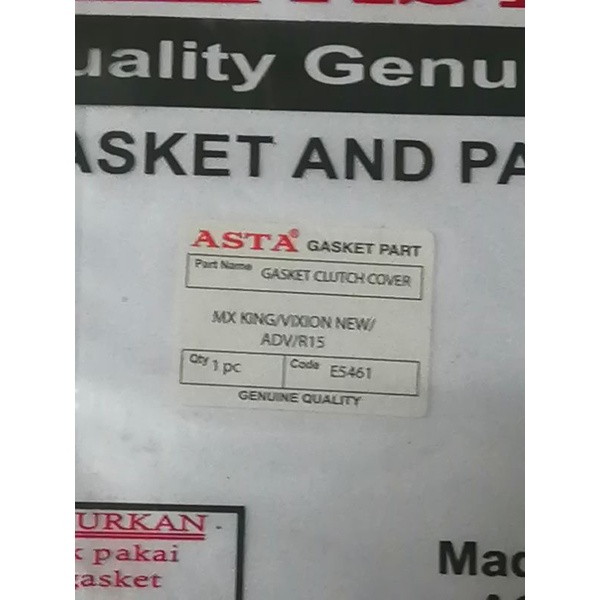 uality Genu
ASKET AND PA
ASTA® GASKET PART
Part Name GASKET CLUTCH COVER
MX KING/VIXION NEW/
ADV/R15
Qty 1 pc Code E5461
GENUINE QUALITY
URKAN
k pakai
gasket
Mad